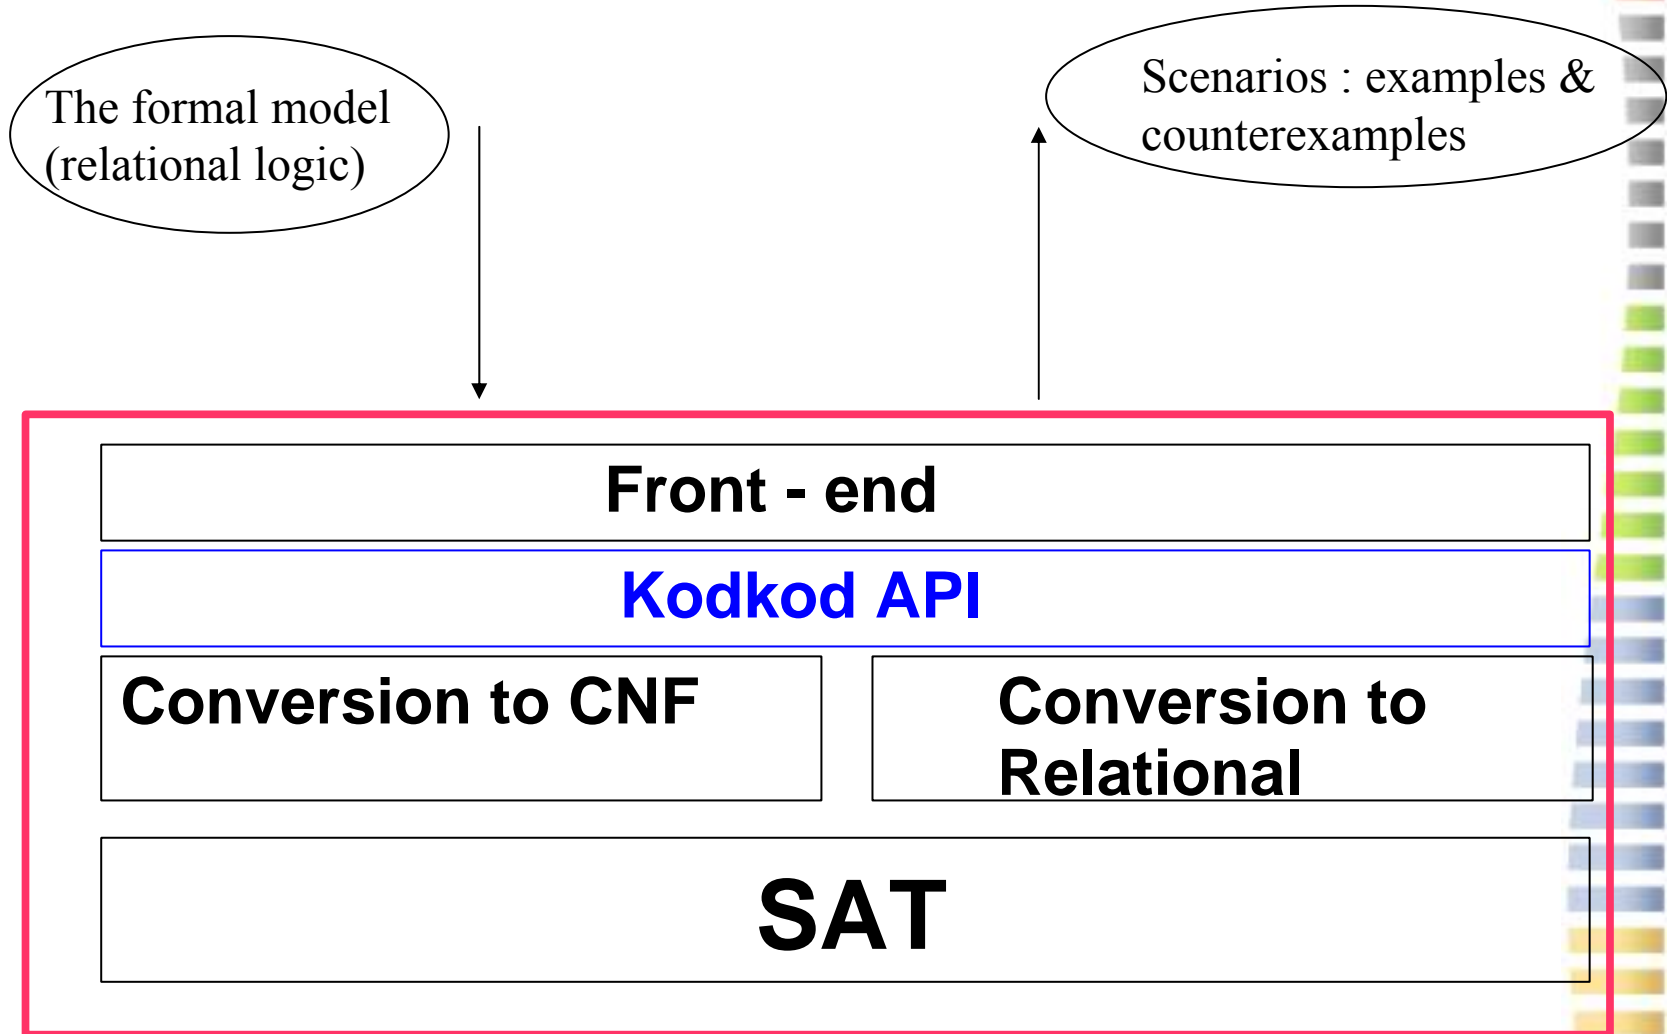 The formal model
(relational logic)
Scenarios : examples &
counterexamples
Front - end
Kodkod API
Conversion to CNF
Conversion to
Relational
SAT